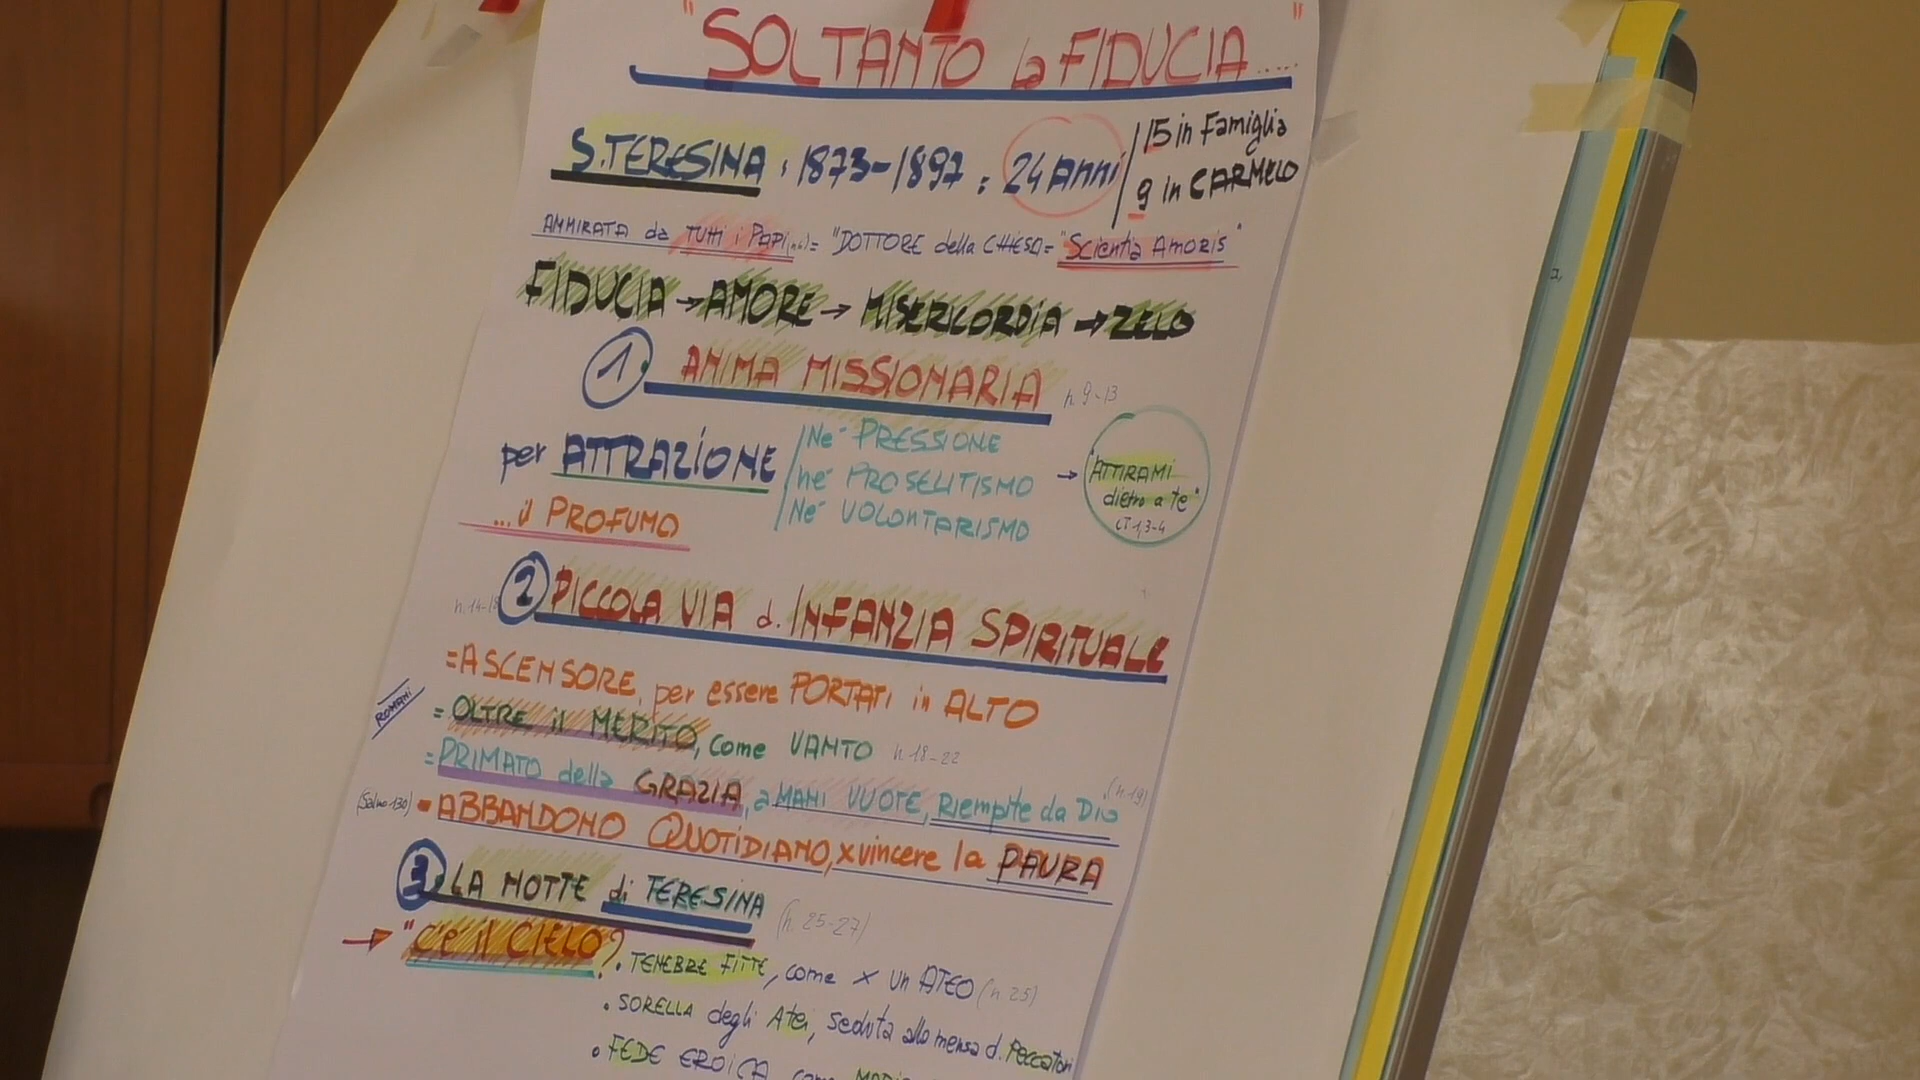 "SOLTANTO la FIDUCIA....."
S. TERESINA : 1873-1897 : 24 Anni
15 in Famiglia
9 in CARMELO
AMMIRATA da TUTTI i PAPI = "DOTTORE della CHIESA = "Scientia Amoris"
FIDUCIA → AMORE → MISERICORDIA → ZELO
1. ANIMA MISSIONARIA n. 9-13
per ATTRAZIONE
Né PRESSIONE
né PROSELITISMO
Né VOLONTARISMO
→ "ATTIRAMI
dietro a te"
CT 1,3-4
...il PROFUMO
n. 14-18
2 PICCOLA VIA d. INFANZIA SPIRITUALE
= ASCENSORE, per essere PORTATI in ALTO
ROMANI
= OLTRE il MERITO, come VANTO n. 18-22
= PRIMATO della GRAZIA, a MANI VUOTE, Riempite da Dio (n. 19)
(Salmo 130) = ABBANDONO QUOTIDIANO, x vincere la PAURA
3. LA NOTTE di TERESINA (n. 25-27)
→ "C'è il CIELO?
. TENEBRE FITTE, come x un ATEO (n 25)
. SORELLA degli Atei, seduta alla mensa d. Peccatori
. FEDE EROICA come